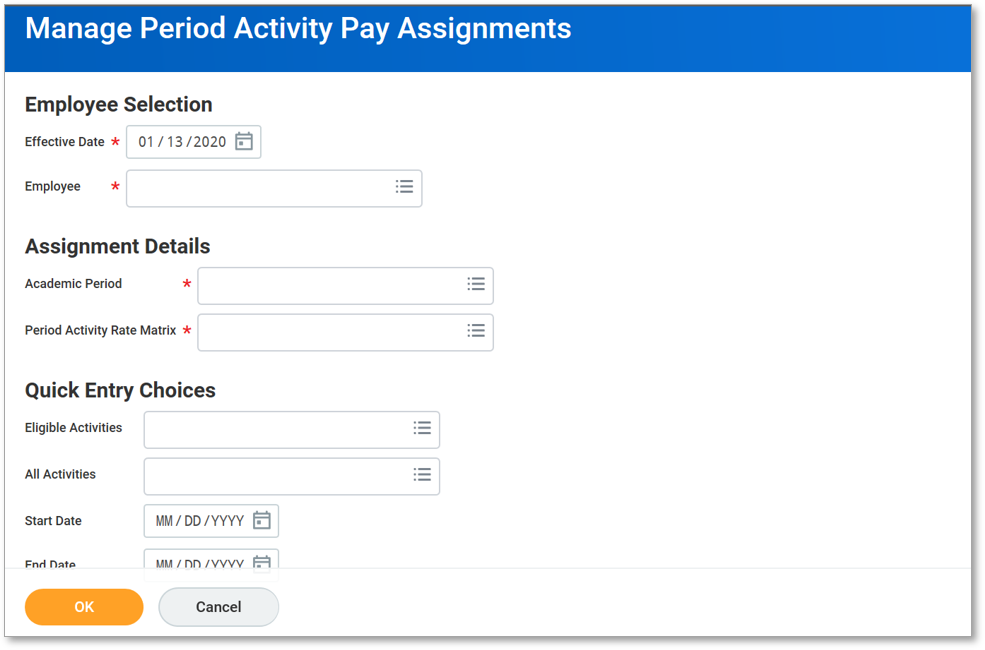 Manage Period Activity Pay Assignments
Employee Selection
Effective Date * 01 / 13 / 2020
Employee *
Assignment Details
Academic Period *
Period Activity Rate Matrix *
Quick Entry Choices
Eligible Activities
All Activities
Start Date MM / DD / YYYY
End Date MM / DD / YYYY
OK Cancel